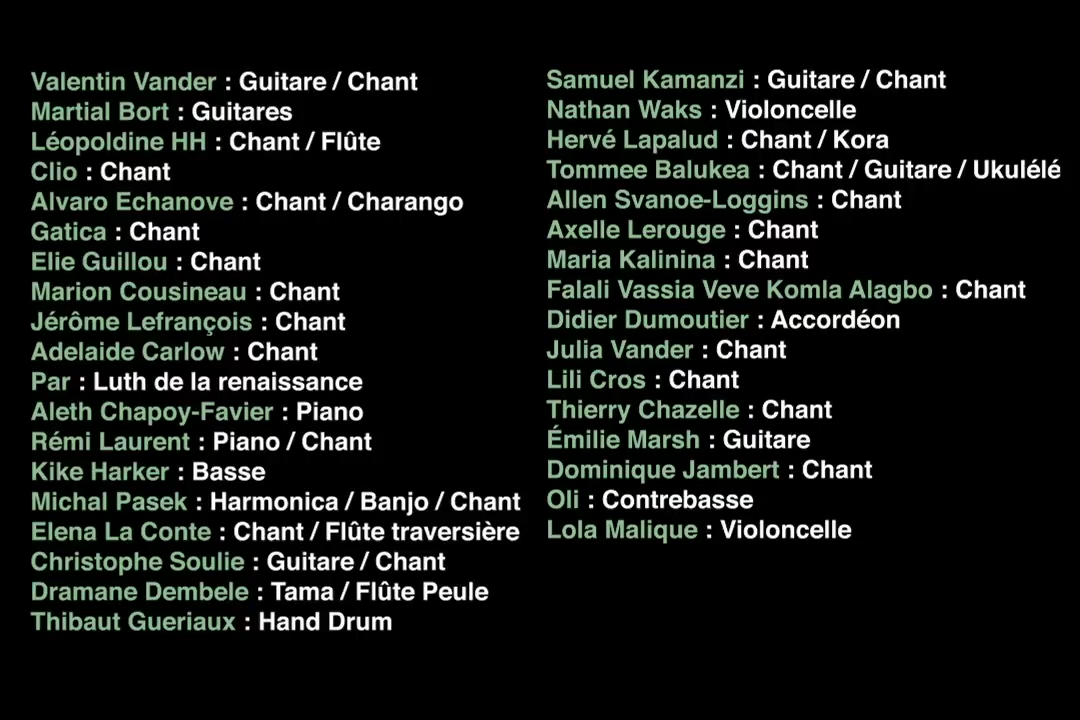 Valentin Vander : Guitare / Chant
Martial Bort : Guitares
Léopoldine HH : Chant / Flûte
Clio : Chant
Alvaro Echanove : Chant / Charango
Gatica : Chant
Elie Guillou : Chant
Marion Cousineau : Chant
Jérôme Lefrançois : Chant
Adelaide Carlow : Chant
Par : Luth de la renaissance
Aleth Chapoy-Favier : Piano
Rémi Laurent : Piano / Chant
Kike Harker : Basse
Michal Pasek : Harmonica / Banjo / Chant
Elena La Conte : Chant / Flûte traversière
Christophe Soulie : Guitare / Chant
Dramane Dembele : Tama / Flûte Peule
Thibaut Gueriaux : Hand Drum
Samuel Kamanzi : Guitare / Chant
Nathan Waks : Violoncelle
Hervé Lapalud : Chant / Kora
Tommee Balukea : Chant / Guitare / Ukulélé
Allen Svanoe-Loggins : Chant
Axelle Lerouge : Chant
Maria Kalinina : Chant
Falali Vassia Veve Komla Alagbo : Chant
Didier Dumoutier : Accordéon
Julia Vander : Chant
Lili Cros : Chant
Thierry Chazelle : Chant
Émilie Marsh : Guitare
Dominique Jambert : Chant
Oli : Contrebasse
Lola Malique : Violoncelle